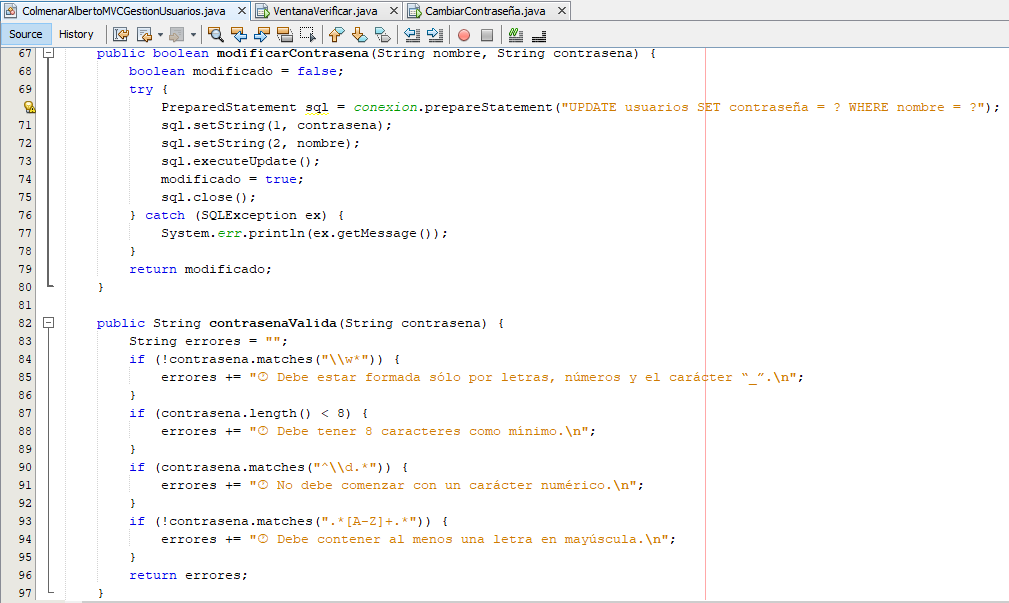 ColmenarAlbertoMVCGestionUsuarios.java VentanaVerificar.java CambiarContraseña.java
Source History
67 public boolean modificarContrasena(String nombre, String contrasena) {
68 boolean modificado = false;
69 try {
PreparedStatement sql = conexion.prepareStatement("UPDATE usuarios SET contraseña = ? WHERE nombre = ?");
71 sql.setString(1, contrasena);
72 sql.setString(2, nombre);
73 sql.executeUpdate();
74 modificado = true;
75 sql.close();
76 } catch (SQLException ex) {
77 System.err.println(ex.getMessage());
78 }
79 return modificado;
80 }
81
82 public String contrasenaValida(String contrasena) {
83 String errores = "";
84 if (!contrasena.matches("\\w*")) {
85 errores += "🛈 Debe estar formada sólo por letras, números y el carácter “_”.\n";
86 }
87 if (contrasena.length() < 8) {
88 errores += "🛈 Debe tener 8 caracteres como mínimo.\n";
89 }
90 if (contrasena.matches("^\\d.*")) {
91 errores += "🛈 No debe comenzar con un carácter numérico.\n";
92 }
93 if (!contrasena.matches(".*[A-Z]+.*")) {
94 errores += "🛈 Debe contener al menos una letra en mayúscula.\n";
95 }
96 return errores;
97 }